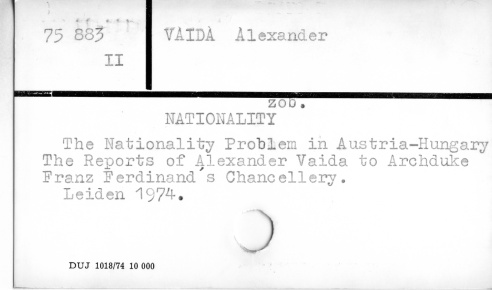 75 883 VAIDA Alexander
II
zob.
NATIONALITY
The Nationality Problem in Austria-Hungary
The Reports of Alexander Vaida to Archduke
Franz Ferdinand's Chancellery.
Leiden 1974.
DUJ 1018/74 10 000